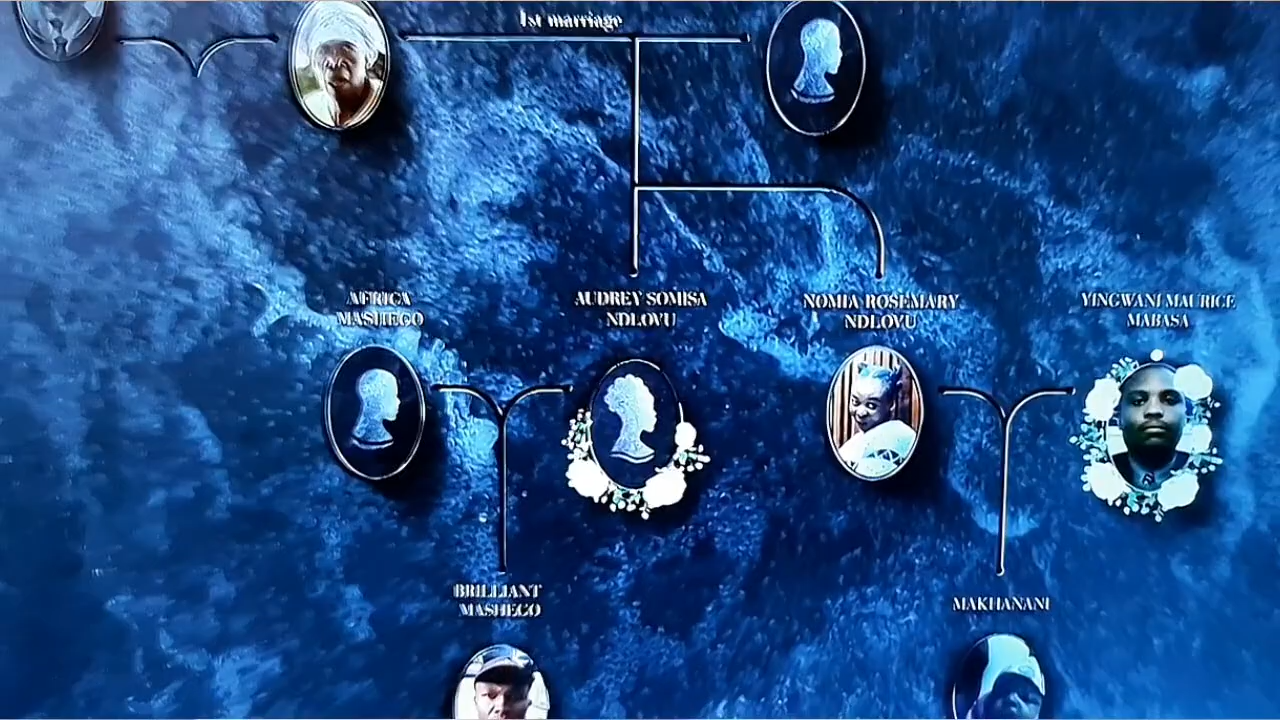 1st marriage
AFRICA
MASHEGO
AUDREY SOMISA
NDLOVU
NOMIA ROSEMARY
NDLOVU
YINGWANI MAURICE
MABASA
BRILLIANT
MASHEGO
MAKHANANI